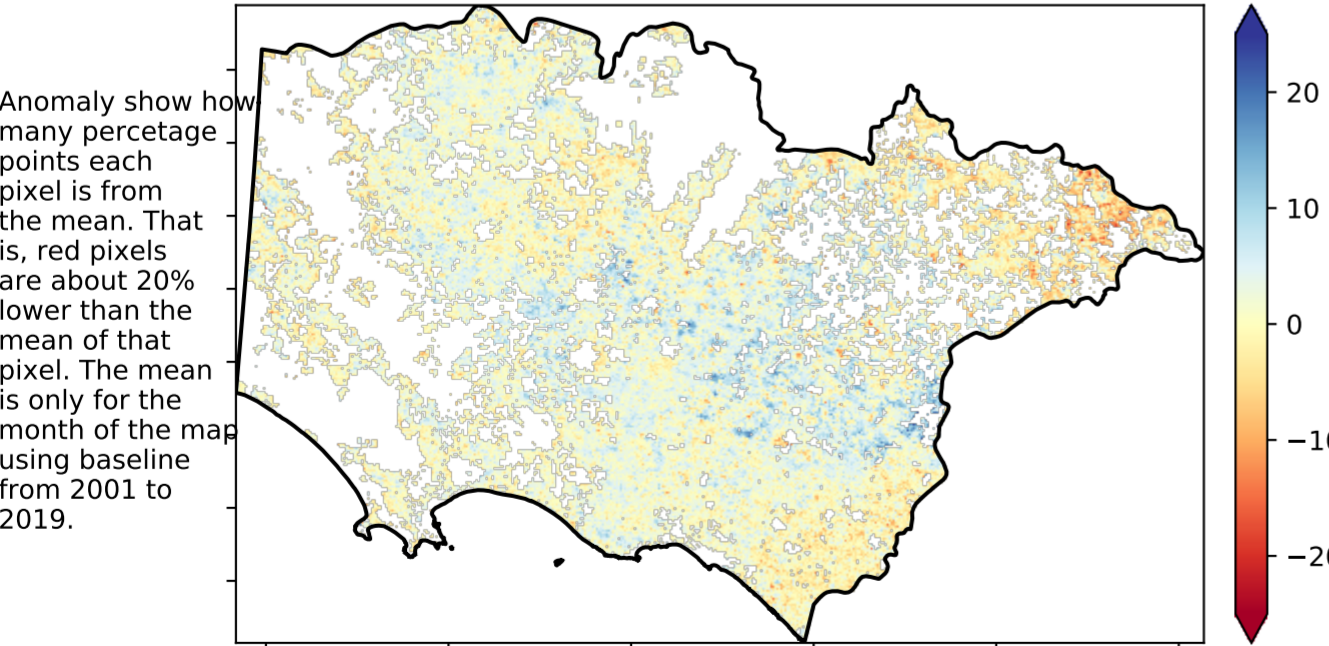 Anomaly show how
many percetage
points each
pixel is from
the mean. That
is, red pixels
are about 20%
lower than the
mean of that
pixel. The mean
is only for the
month of the map
using baseline
from 2001 to
2019.
20
10
0
−10
−20